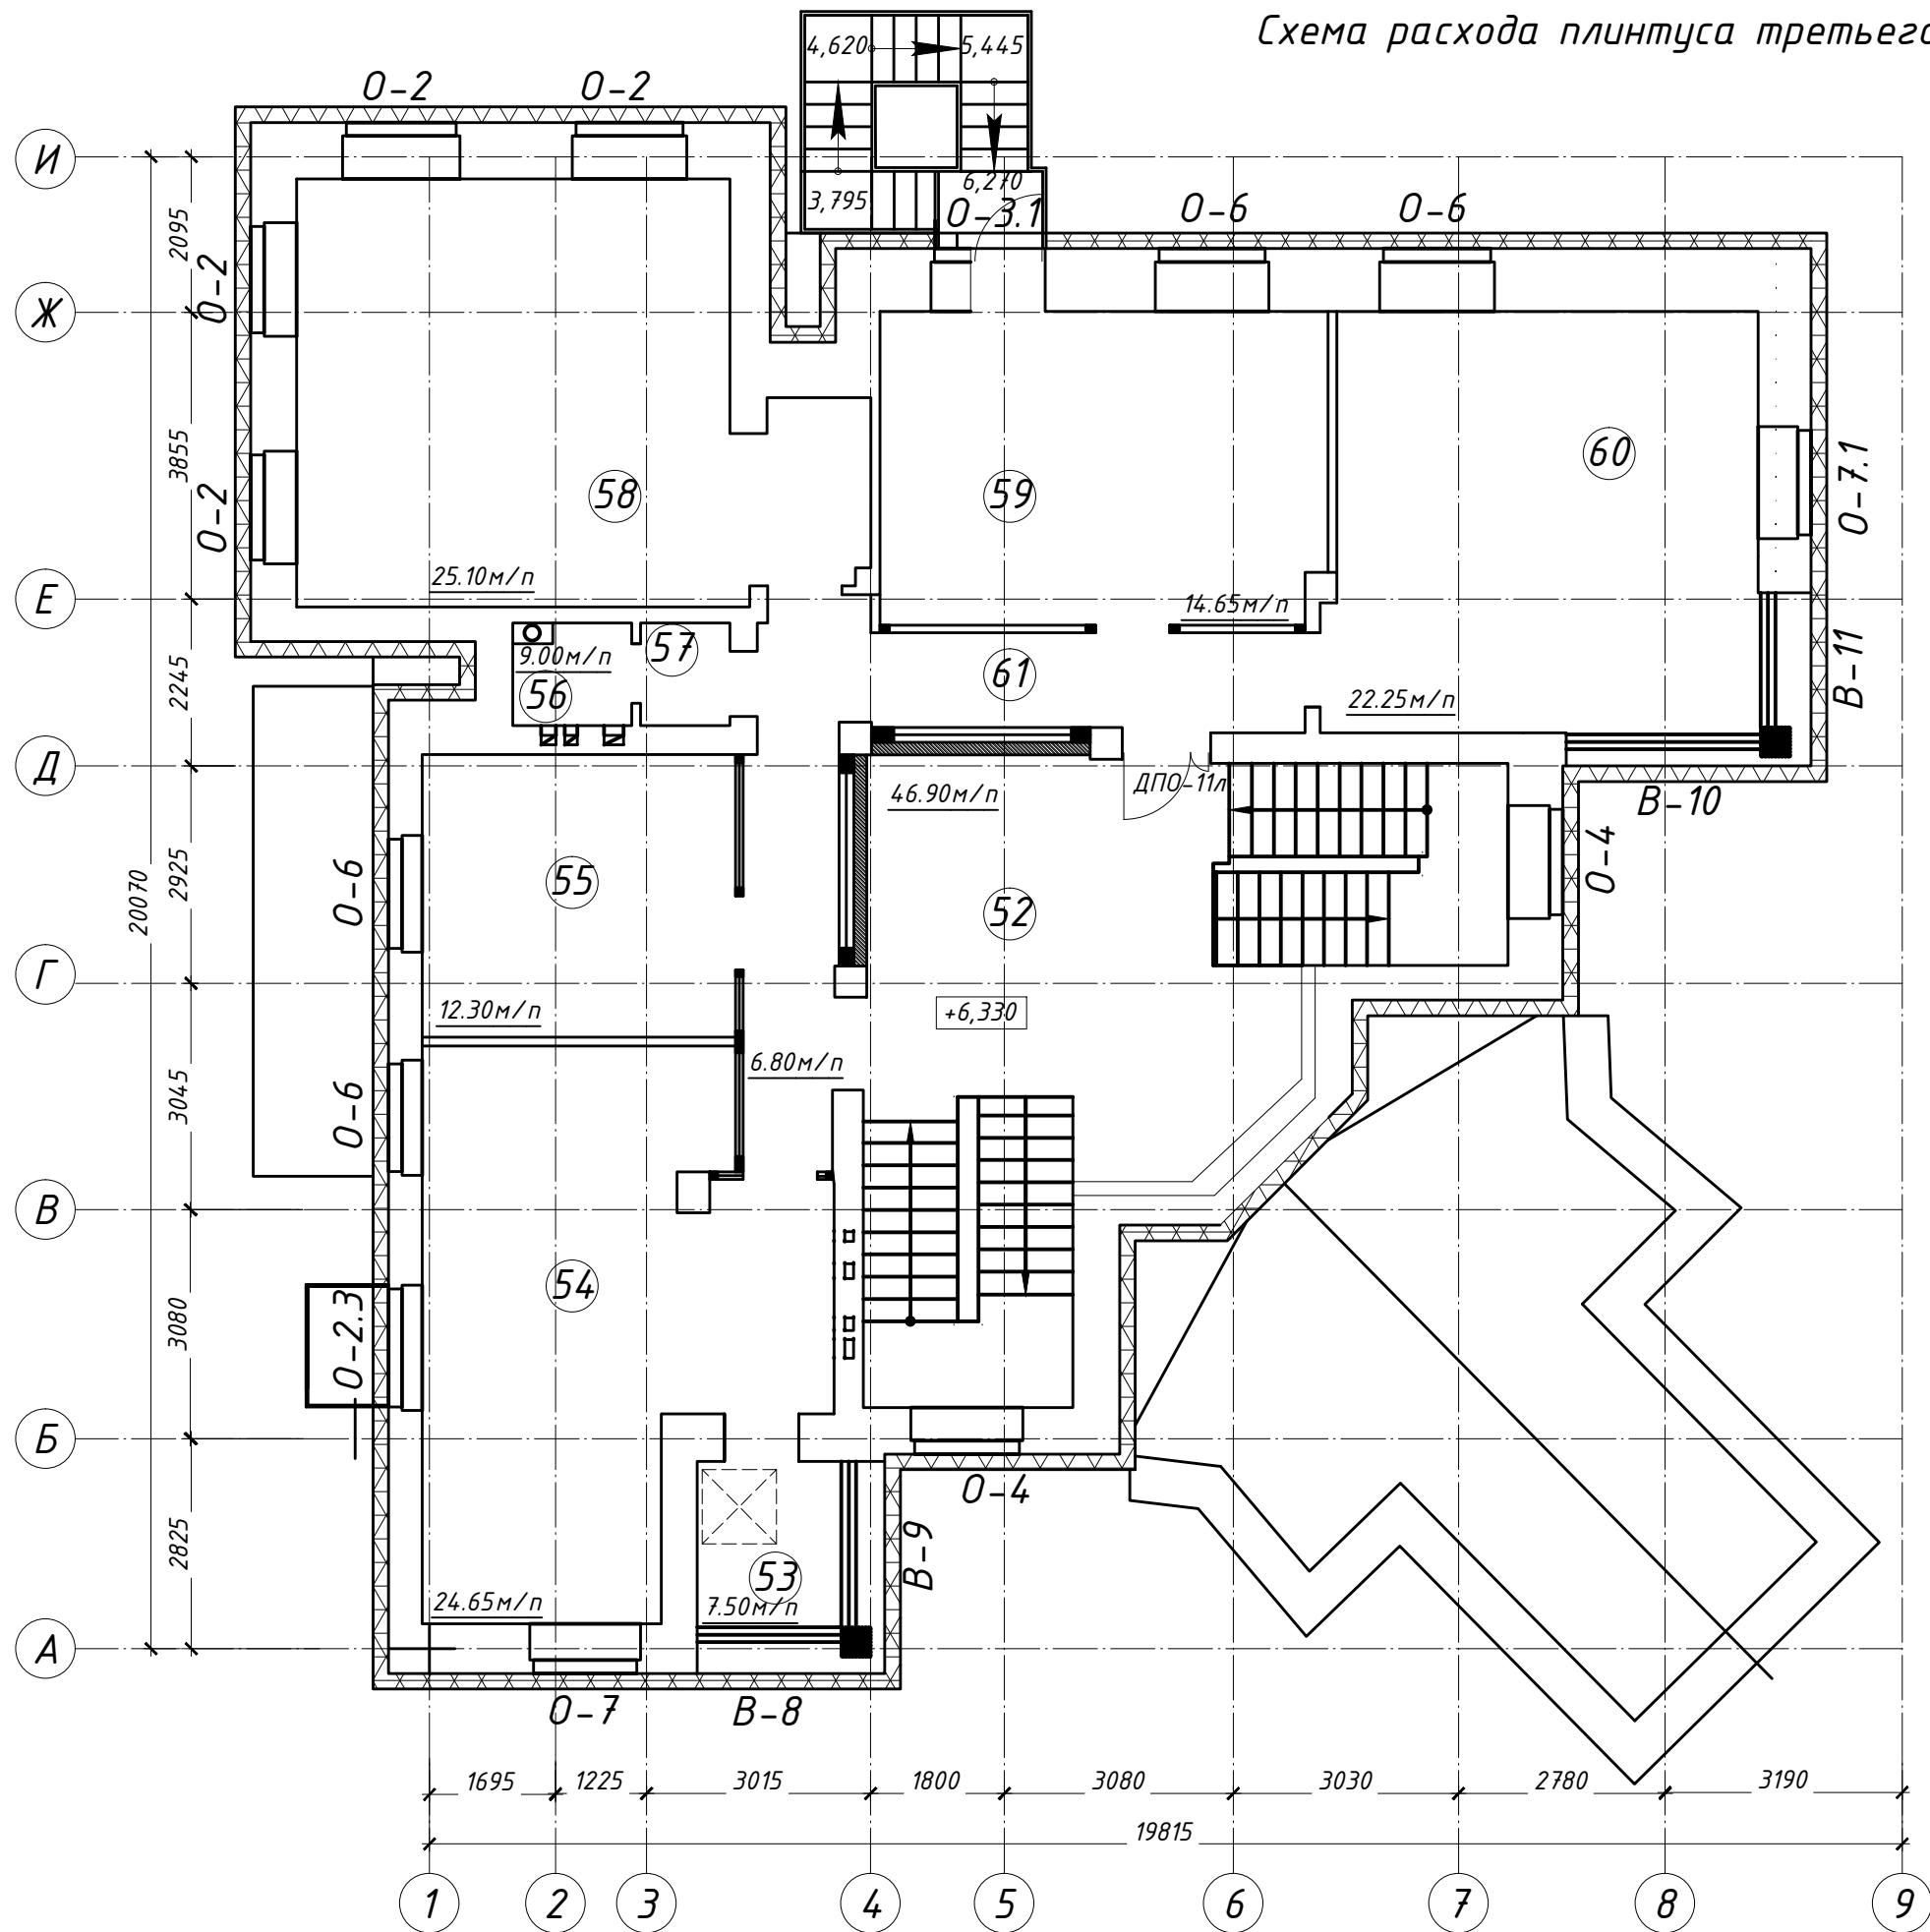 Схема расхода плинтуса третьего
4,620
5,445
О-2
О-2
И
3,795
6,270
О-3.1
О-6
О-6
2095
О-2
Ж
3855
О-2
58
59
60
О-7.1
25.10м/п
Е
14.65м/п
9.00м/п
57
56
61
22.25м/п
В-11
2245
Д
46.90м/п
ДПО-11л
В-10
О-4
2925
20070
О-6
55
52
Г
12.30м/п
+6,330
6.80м/п
3045
О-6
В
54
3080
О-2.3
Б
О-4
2825
В-9
53
24.65м/п
7.50м/п
А
О-7
В-8
1695
1225
3015
1800
3080
3030
2780
3190
19815
1
2
3
4
5
6
7
8
9